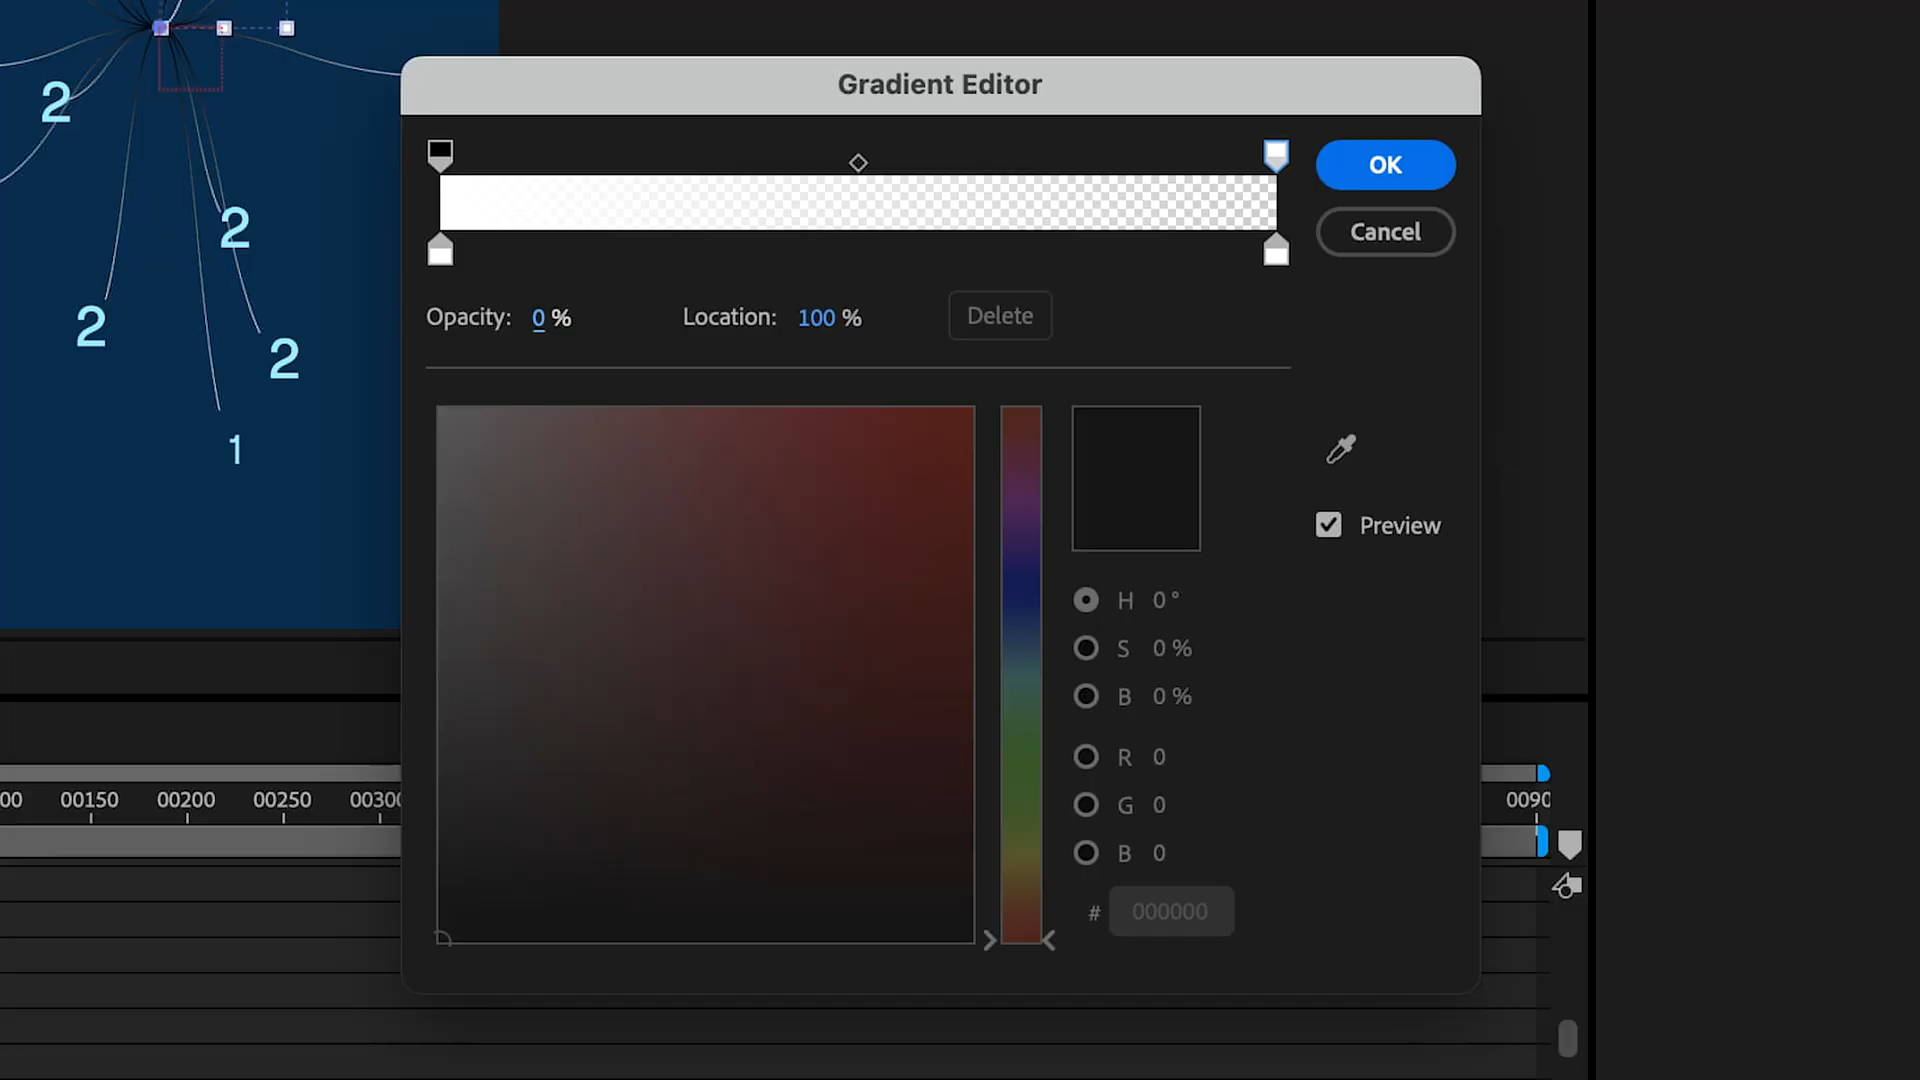 Gradient Editor
OK
Cancel
Opacity: 0 %
Location: 100 %
Delete
Preview
H 0 °
S 0 %
B 0 %
R 0
G 0
B 0
# 000000
2
2
2
2
1
00 00150 00200 00250 0030
0090